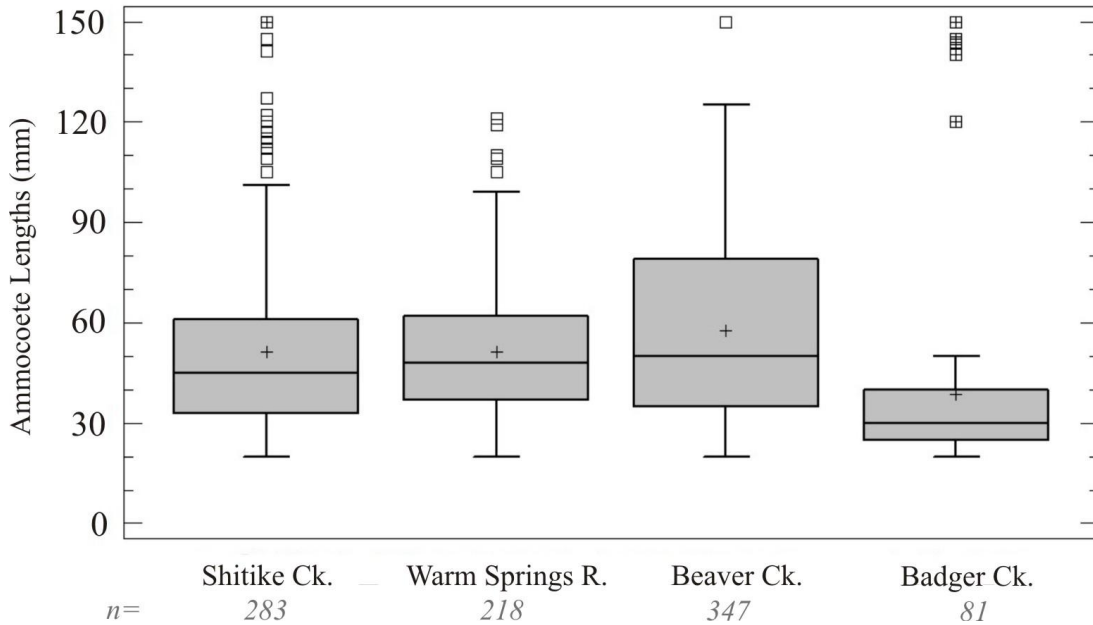 Ammocoete Lengths (mm)
150
120
90
60
30
0
Shitike Ck. Warm Springs R. Beaver Ck. Badger Ck.
n= 283 218 347 81